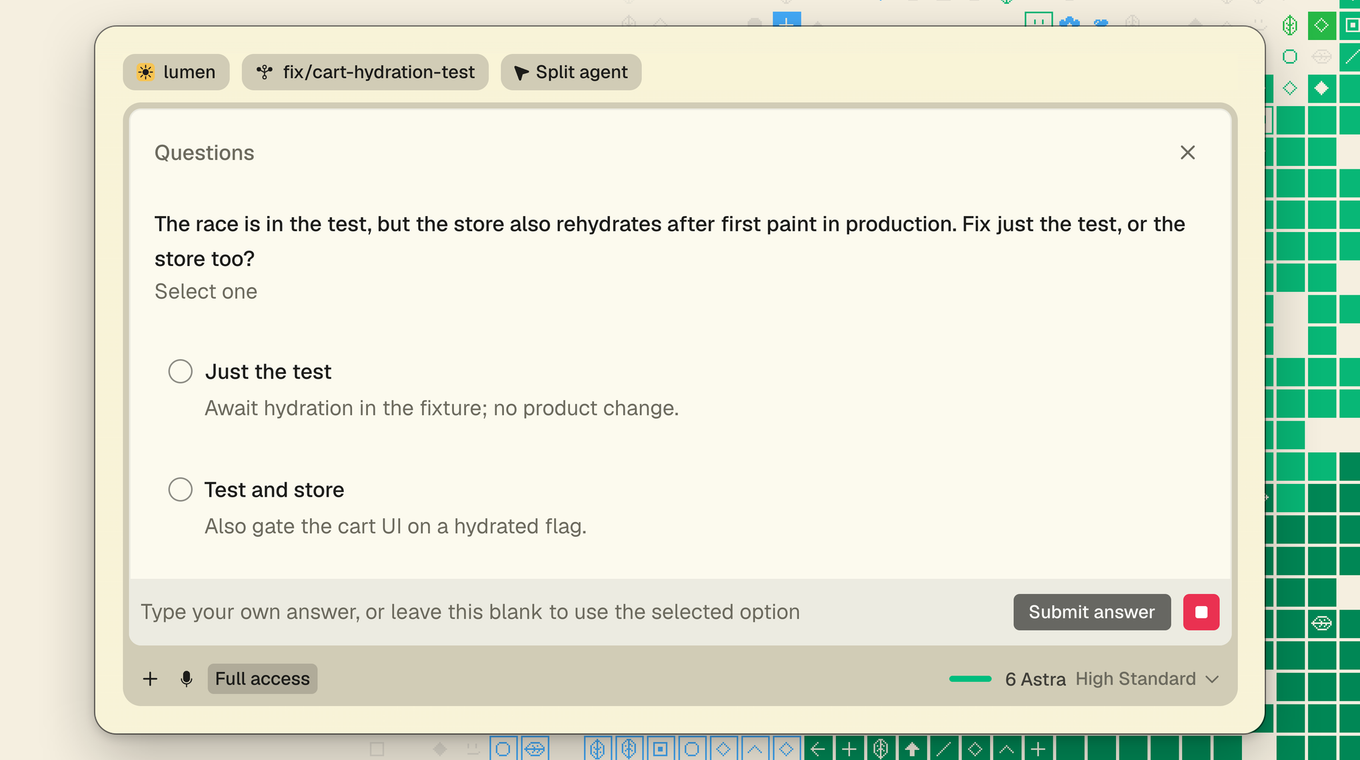 lumen
fix/cart-hydration-test
Split agent
Questions
The race is in the test, but the store also rehydrates after first paint in production. Fix just the test, or the
store too?
Select one
Just the test
Await hydration in the fixture; no product change.
Test and store
Also gate the cart UI on a hydrated flag.
Type your own answer, or leave this blank to use the selected option
Submit answer
Full access
6 Astra High Standard